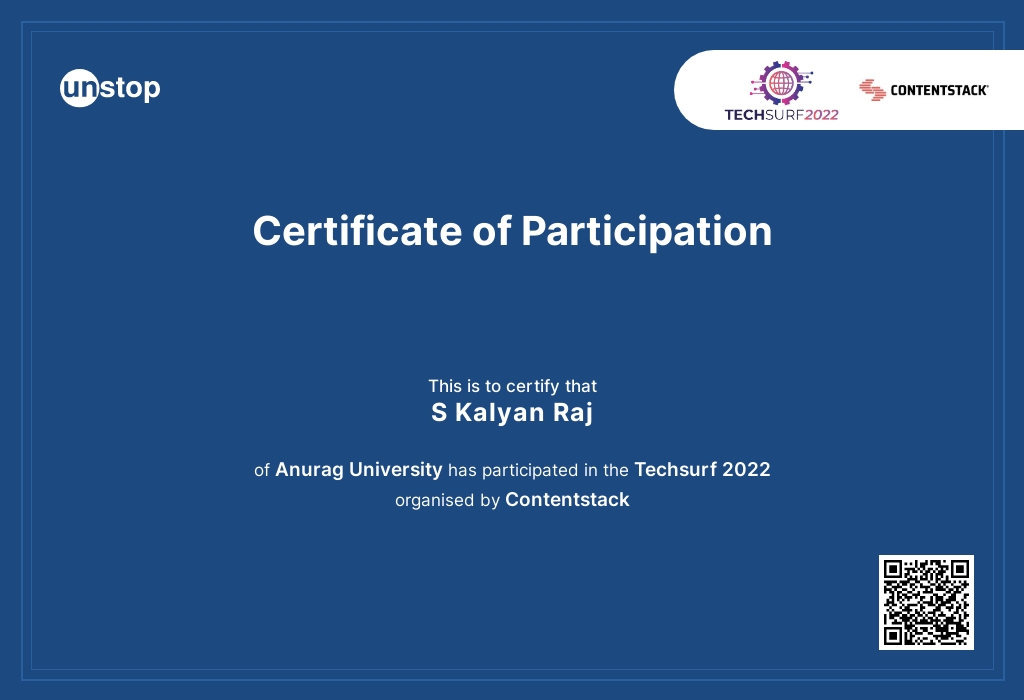 unstop
TECHSURF2022
CONTENTSTACK
Certificate of Participation
This is to certify that
S Kalyan Raj
of Anurag University has participated in the Techsurf 2022
organised by Contentstack